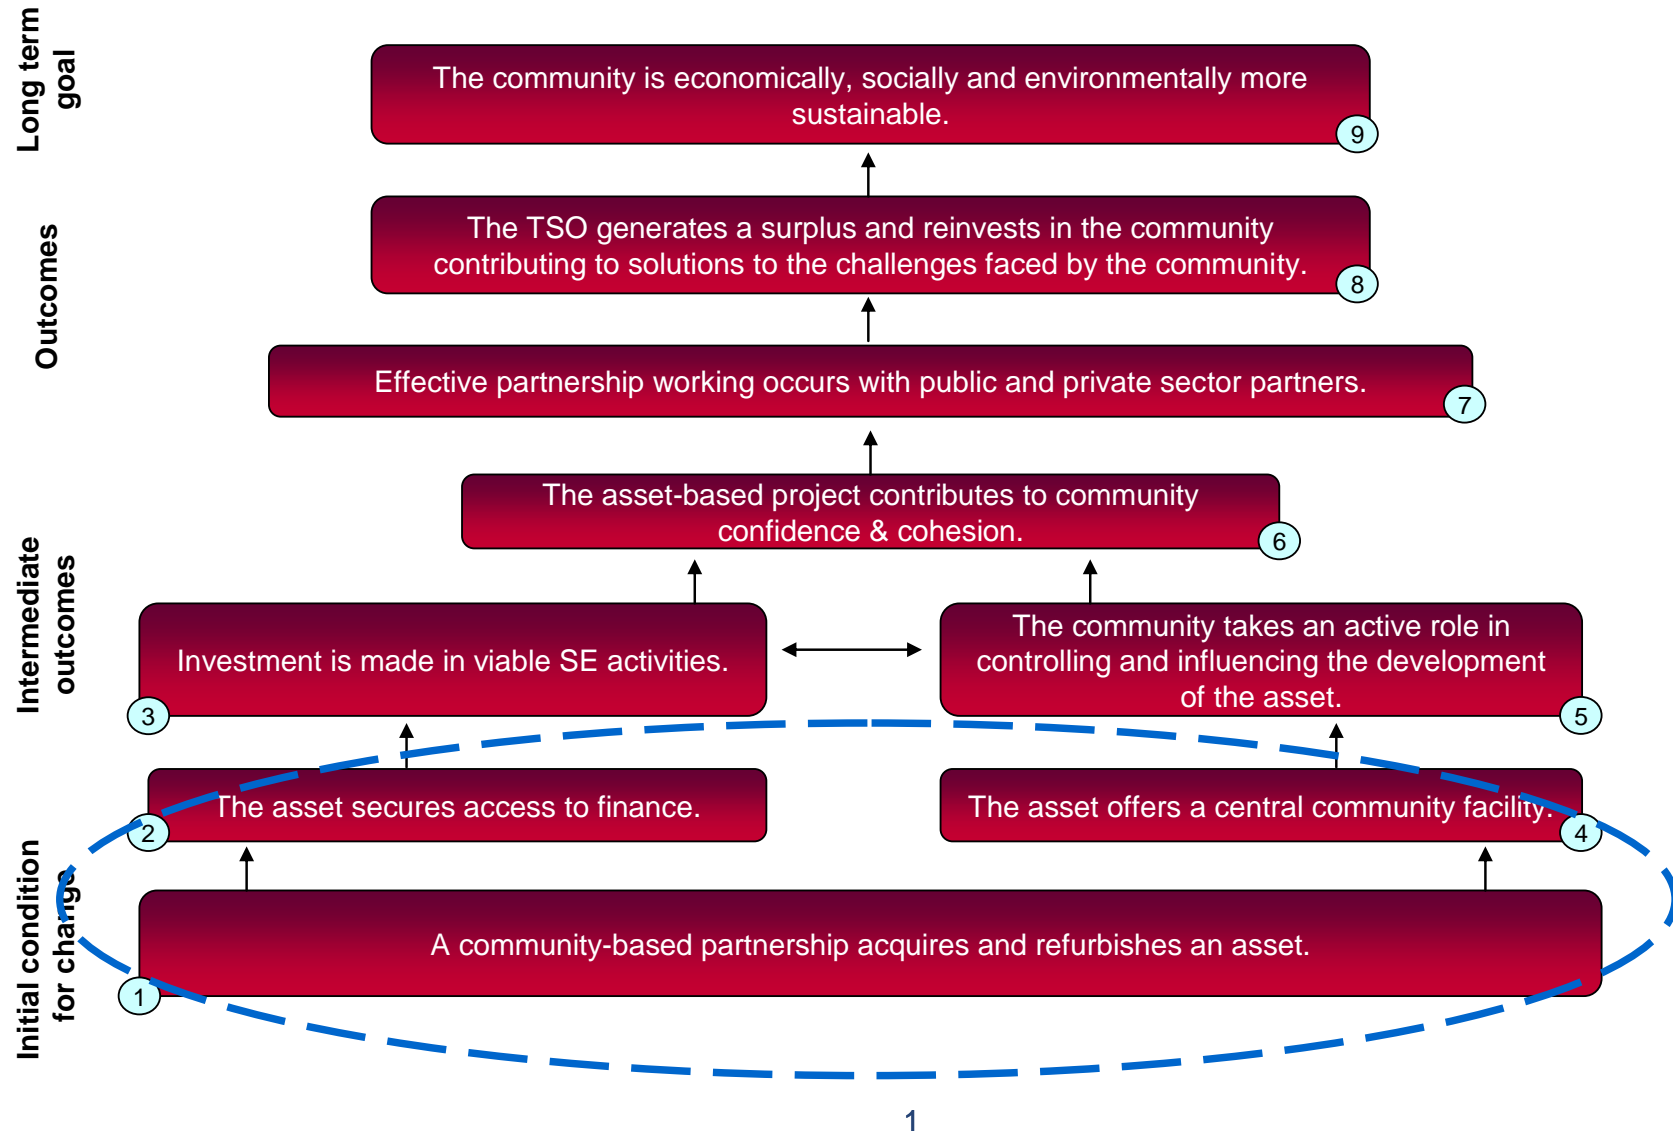 Long term
goal
The community is economically, socially and environmentally more
sustainable.
9
Outcomes
The TSO generates a surplus and reinvests in the community
contributing to solutions to the challenges faced by the community.
8
Effective partnership working occurs with public and private sector partners.
7
Intermediate
outcomes
The asset-based project contributes to community
confidence & cohesion.
6
Investment is made in viable SE activities.
3
The community takes an active role in
controlling and influencing the development
of the asset.
5
Initial condition
for change
The asset secures access to finance.
2
The asset offers a central community facility.
4
A community-based partnership acquires and refurbishes an asset.
1
1